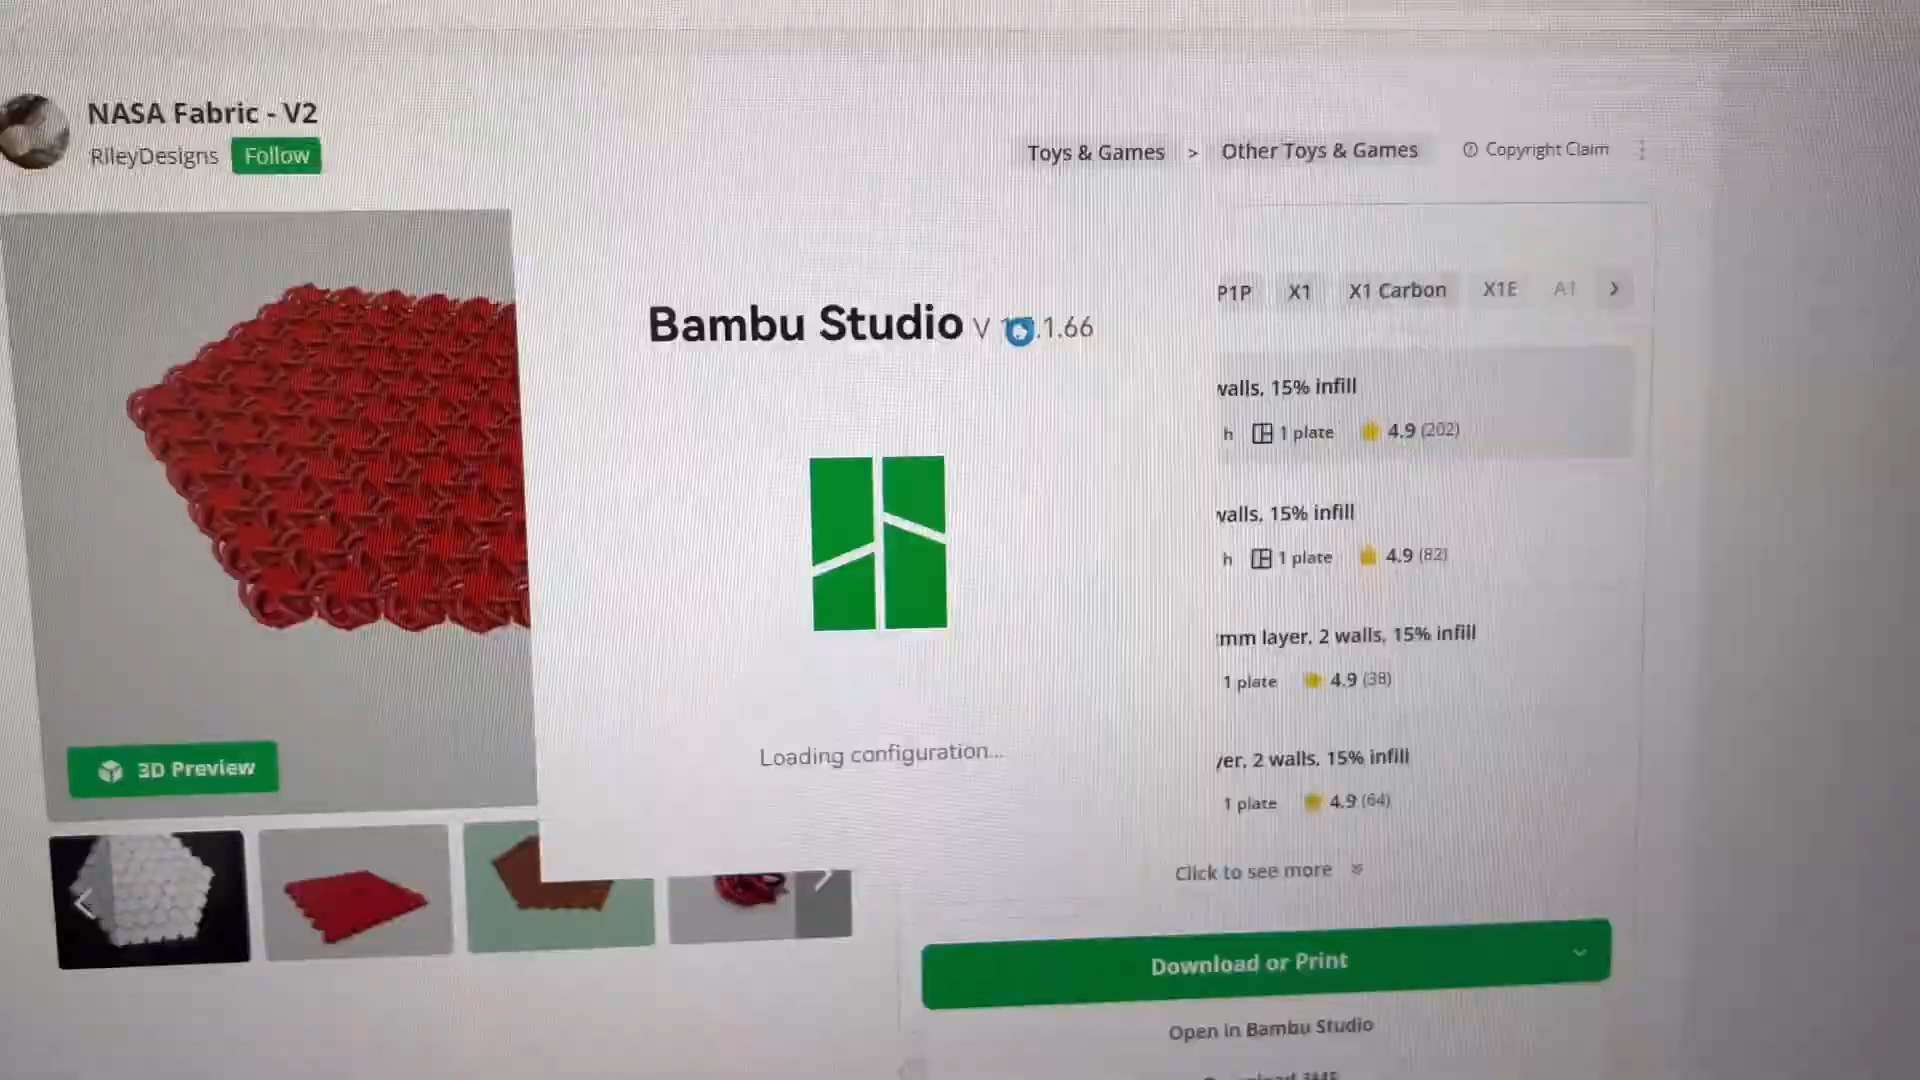 NASA Fabric - V2
RileyDesigns Follow
Toys & Games > Other Toys & Games Copyright Claim
P1P X1 X1 Carbon X1E A1
Bambu Studio V .1.66
walls, 15% infill
h 1 plate 4.9 (202)
walls, 15% infill
h 1 plate 4.9 (82)
mm layer, 2 walls, 15% infill
1 plate 4.9 (38)
Loading configuration...
yer, 2 walls, 15% infill
1 plate 4.9 (64)
3D Preview
Click to see more
Download or Print
Open in Bambu Studio